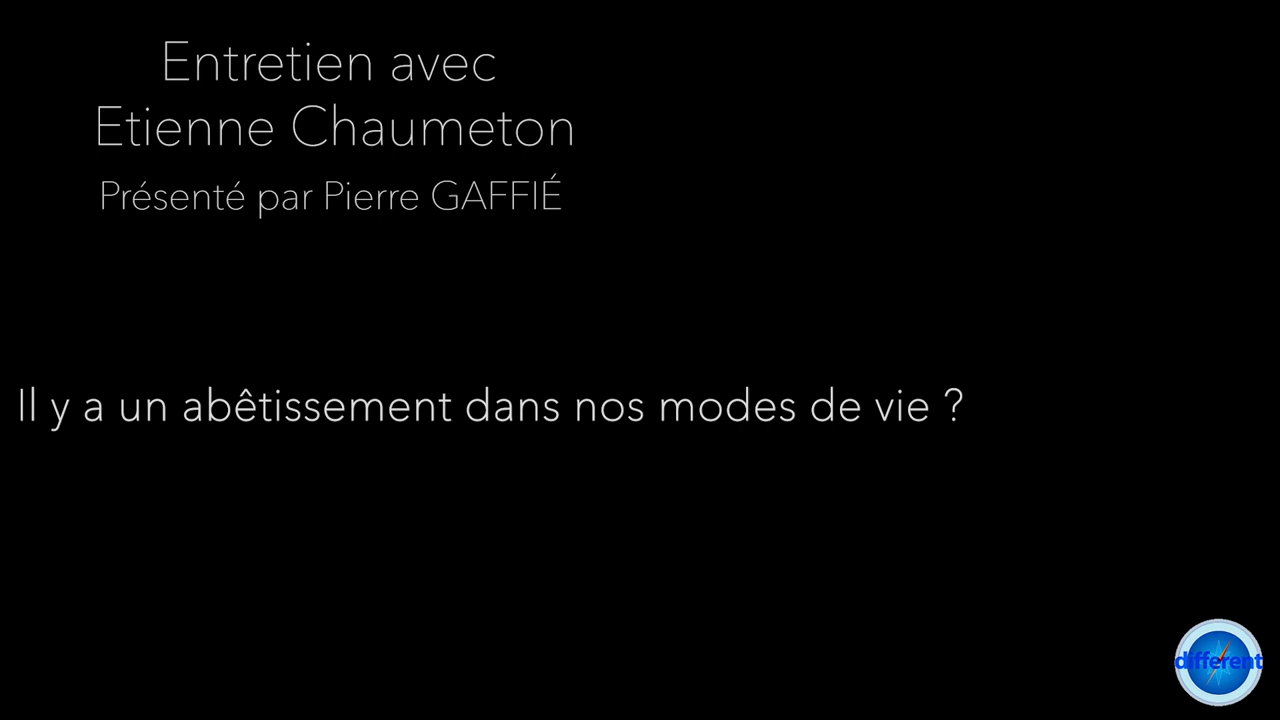 Entretien avec
Etienne Chaumeton
Présenté par Pierre GAFFIÉ
Il y a un abêtissement dans nos modes de vie ?
different